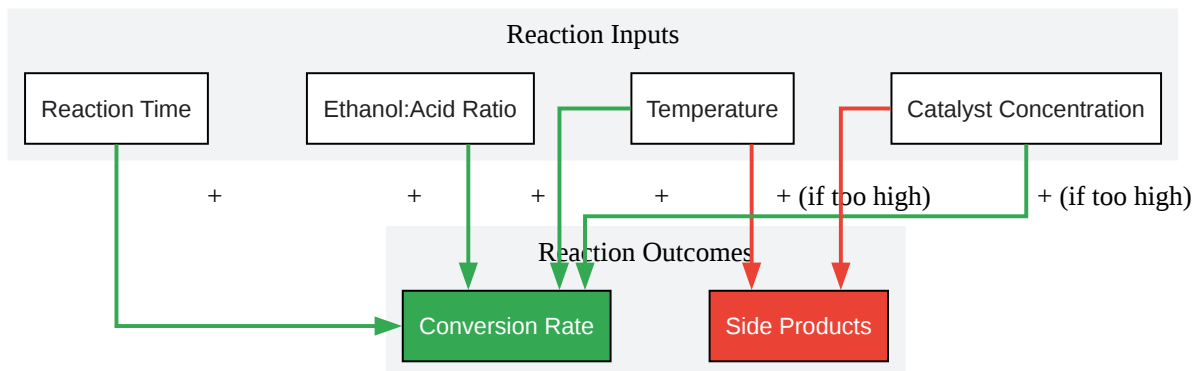 Reaction Inputs
Reaction Time
Ethanol:Acid Ratio
Temperature
Catalyst Concentration
+
+
+
+
+ (if too high)
+ (if too high)
Reaction Outcomes
Conversion Rate
Side Products